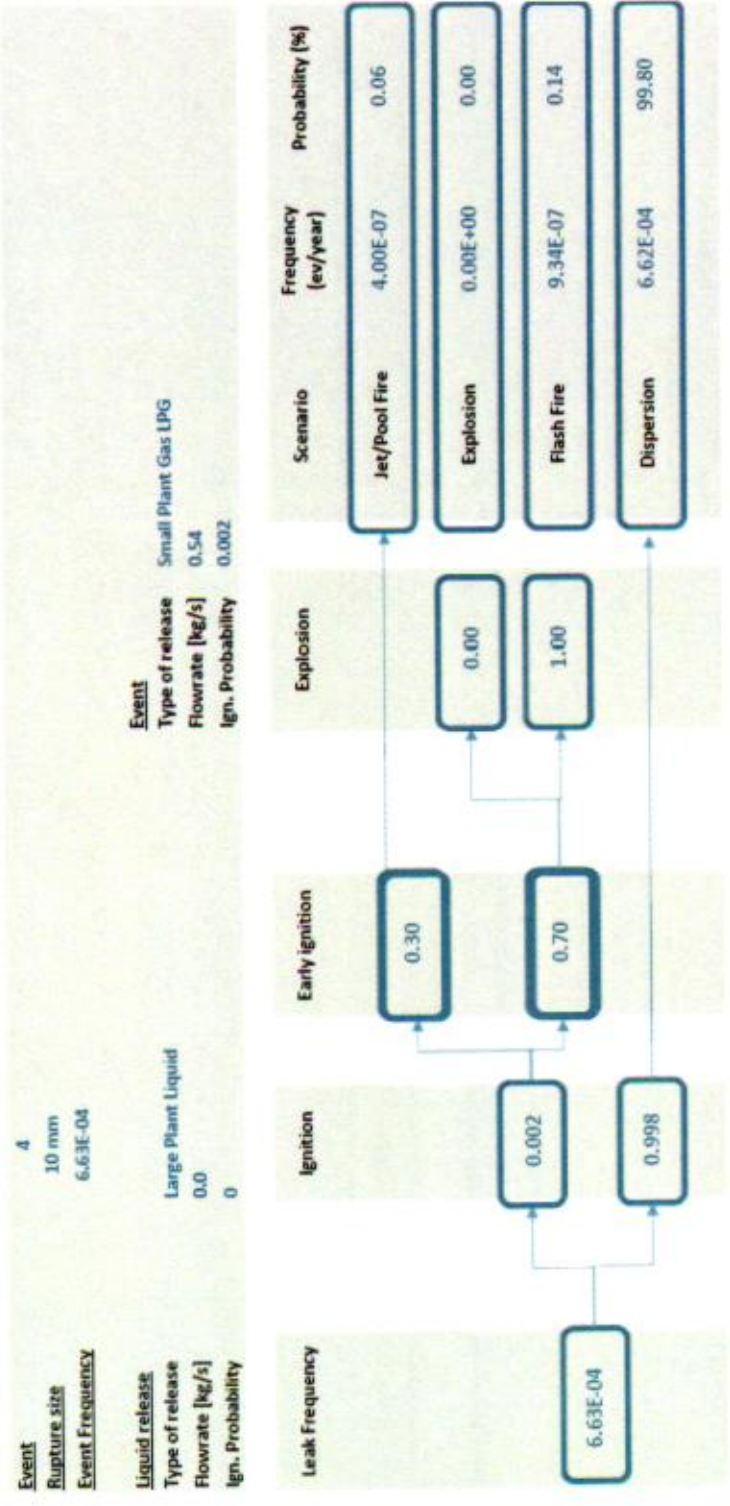 Event 4
Rupture size 10 mm
Event Frequency 6.63E-04
Liquid release
Type of release Large Plant Liquid
Flowrate [kg/s] 0.0
Ign. Probability 0
Event
Type of release Small Plant Gas LPG
Flowrate [kg/s] 0.54
Ign. Probability 0.002
Leak Frequency Ignition Early ignition Explosion Scenario Frequency (ev/year) Probability (%)
0.30 Jet/Pool Fire 4.00E-07 0.06
0.002 0.00 Explosion 0.00E+00 0.00
6.63E-04 0.70 1.00 Flash Fire 9.34E-07 0.14
0.998 Dispersion 6.62E-04 99.80